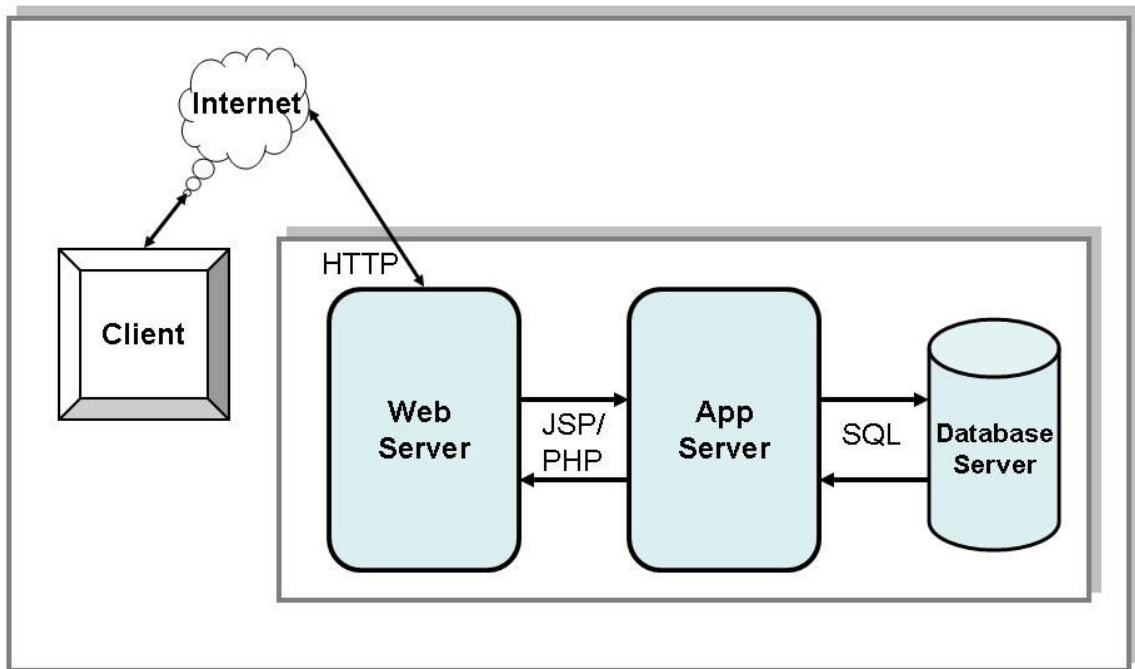 Internet
HTTP
Client
Web
Server
JSP/
PHP
App
Server
SQL
Database
Server